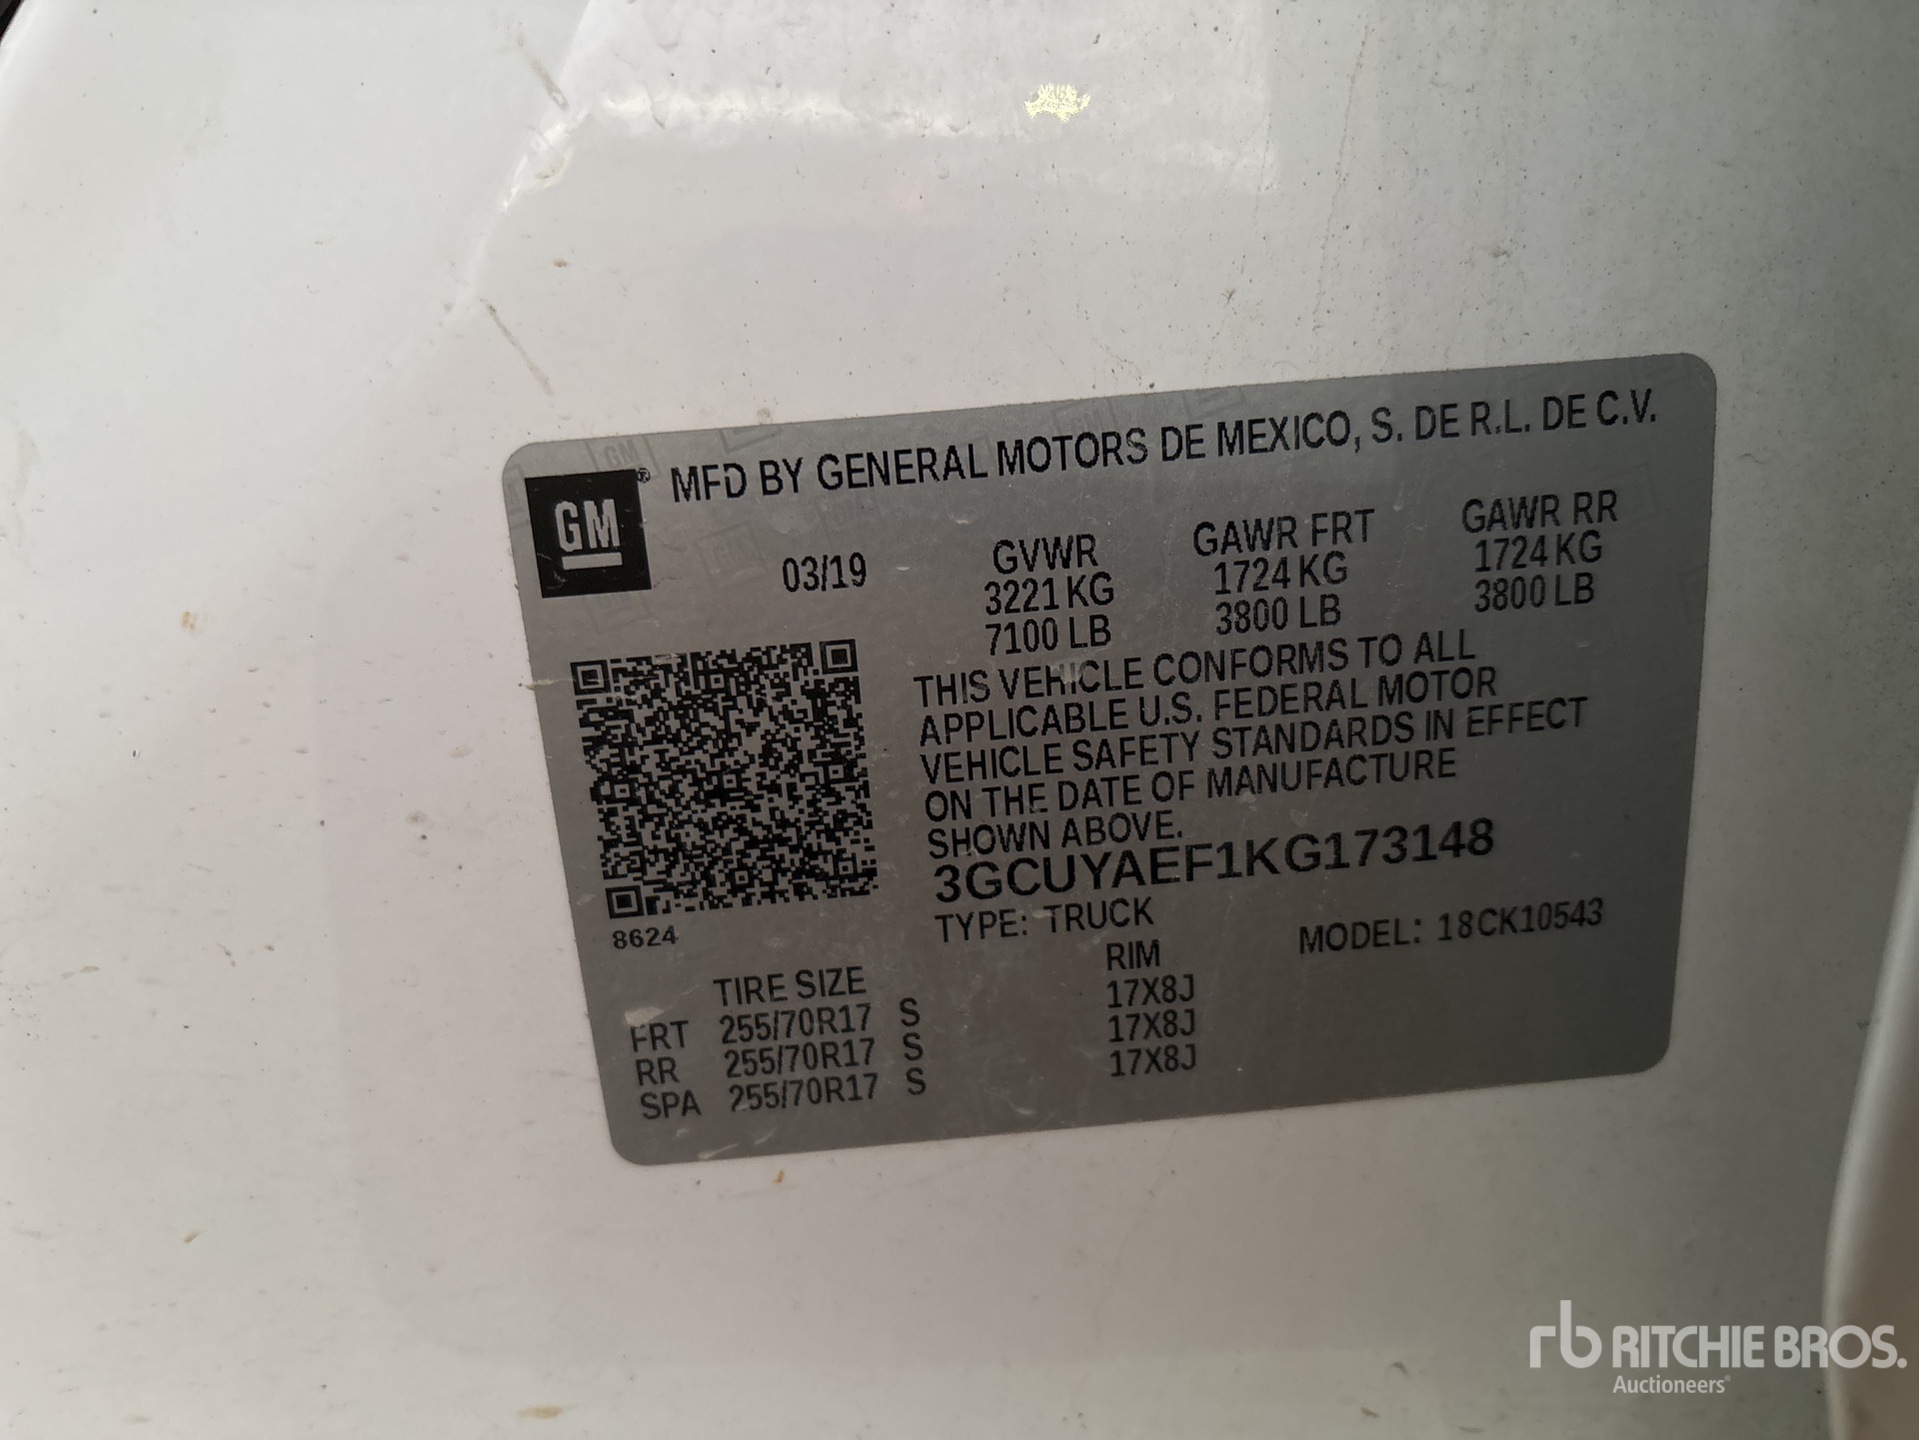 GM® MFD BY GENERAL MOTORS DE MEXICO, S. DE R.L. DE C.V.
03/19 GVWR GAWR FRT GAWR RR
3221 KG 1724 KG 1724 KG
7100 LB 3800 LB 3800 LB
THIS VEHICLE CONFORMS TO ALL
APPLICABLE U.S. FEDERAL MOTOR
VEHICLE SAFETY STANDARDS IN EFFECT
ON THE DATE OF MANUFACTURE
SHOWN ABOVE.
3GCUYAEF1KG173148
8624
TYPE: TRUCK MODEL: 18CK10543
TIRE SIZE RIM
FRT 255/70R17 S 17X8J
RR 255/70R17 S 17X8J
SPA 255/70R17 S 17X8J
rb RITCHIE BROS.
Auctioneers®